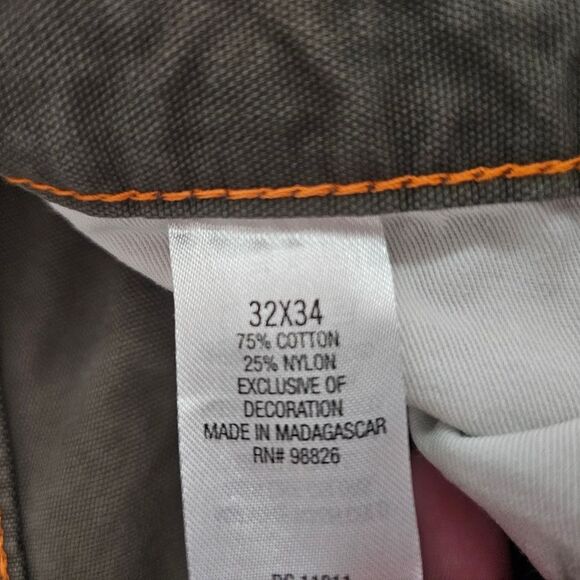 32X34
75% COTTON
25% NYLON
EXCLUSIVE OF
DECORATION
MADE IN MADAGASCAR
RN# 98826